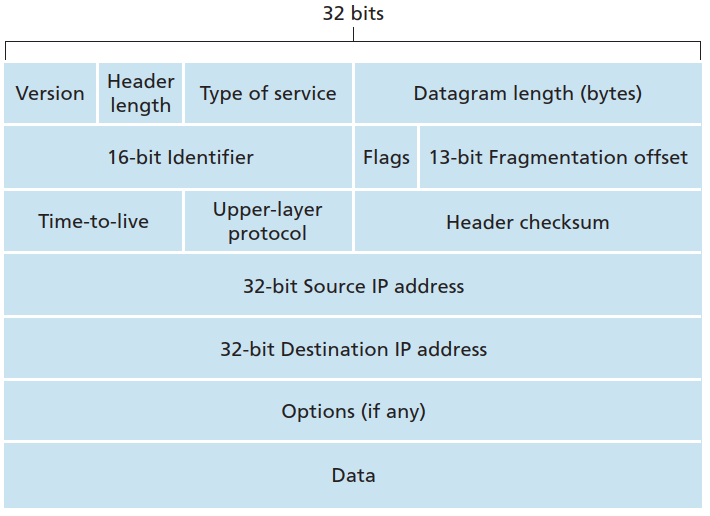 32 bits
Version
Header
length
Type of service
Datagram length (bytes)
16-bit Identifier
Flags
13-bit Fragmentation offset
Time-to-live
Upper-layer
protocol
Header checksum
32-bit Source IP address
32-bit Destination IP address
Options (if any)
Data